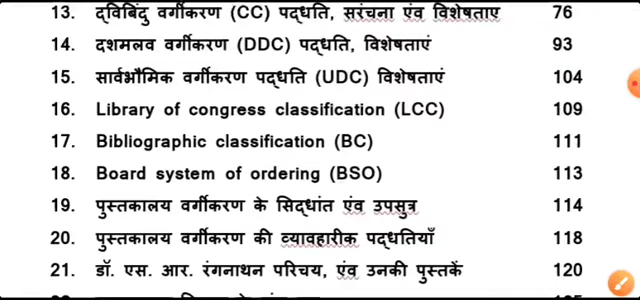 13. द्विबिंदु वर्गीकरण (CC) पद्धति, सरंचना एंव विशेषताए 76
14. दशमलव वर्गीकरण (DDC) पद्धति, विशेषताएं 93
15. सार्वभौमिक वर्गीकरण पद्धति (UDC) विशेषताएं 104
16. Library of congress classification (LCC) 109
17. Bibliographic classification (BC) 111
18. Board system of ordering (BSO) 113
19. पुस्तकालय वर्गीकरण के सिद्धांत एंव उपसुत्र 114
20. पुस्तकालय वर्गीकरण की व्यावहारीक पद्धतियाँ 118
21. डॉ. एस. आर. रंगनाथन परिचय, एंव उनकी पुस्तकें 120